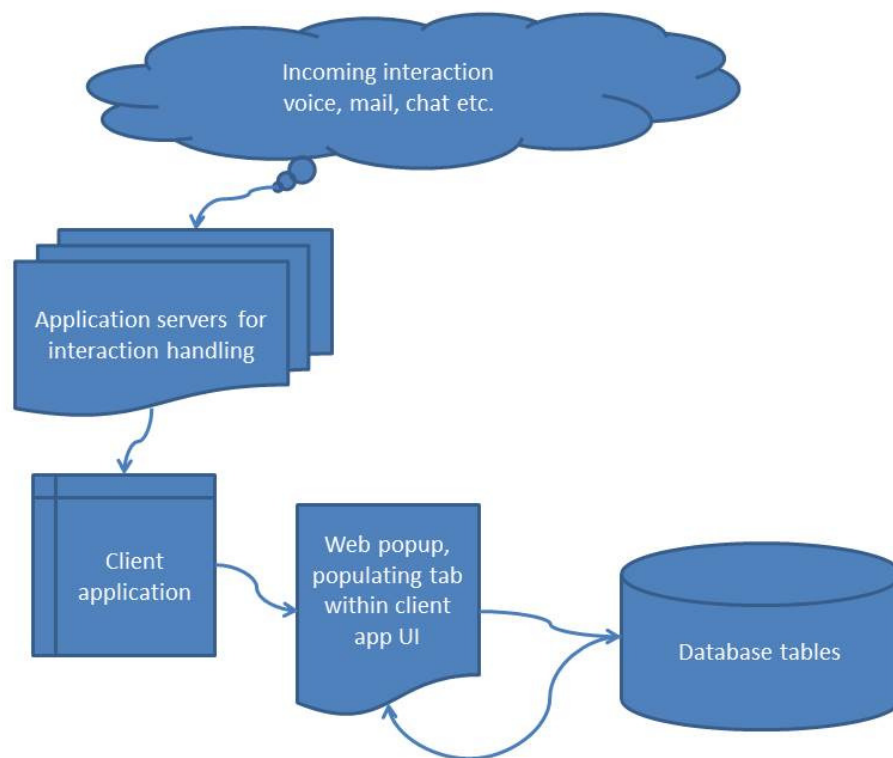 Incoming interaction
voice, mail, chat etc.
Application servers for
interaction handling
Client
application
Web popup,
populating tab
within client
app UI
Database tables